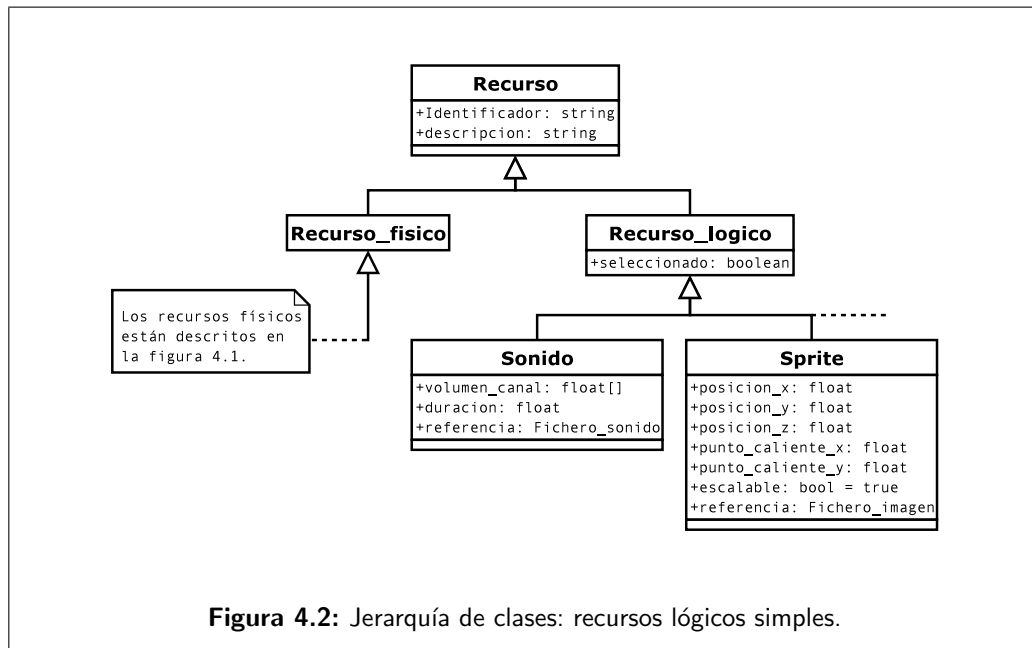 Recurso
+Identificador: string
+descripcion: string
Recurso_fisico
Recurso_logico
+seleccionado: boolean
Los recursos físicos
están descritos en
la figura 4.1.
Sonido
+volumen_canal: float[]
+duracion: float
+referencia: Fichero_sonido
Sprite
+posicion_x: float
+posicion_y: float
+posicion_z: float
+punto_caliente_x: float
+punto_caliente_y: float
+escalable: bool = true
+referencia: Fichero_imagen
Figura 4.2: Jerarquía de clases: recursos lógicos simples.